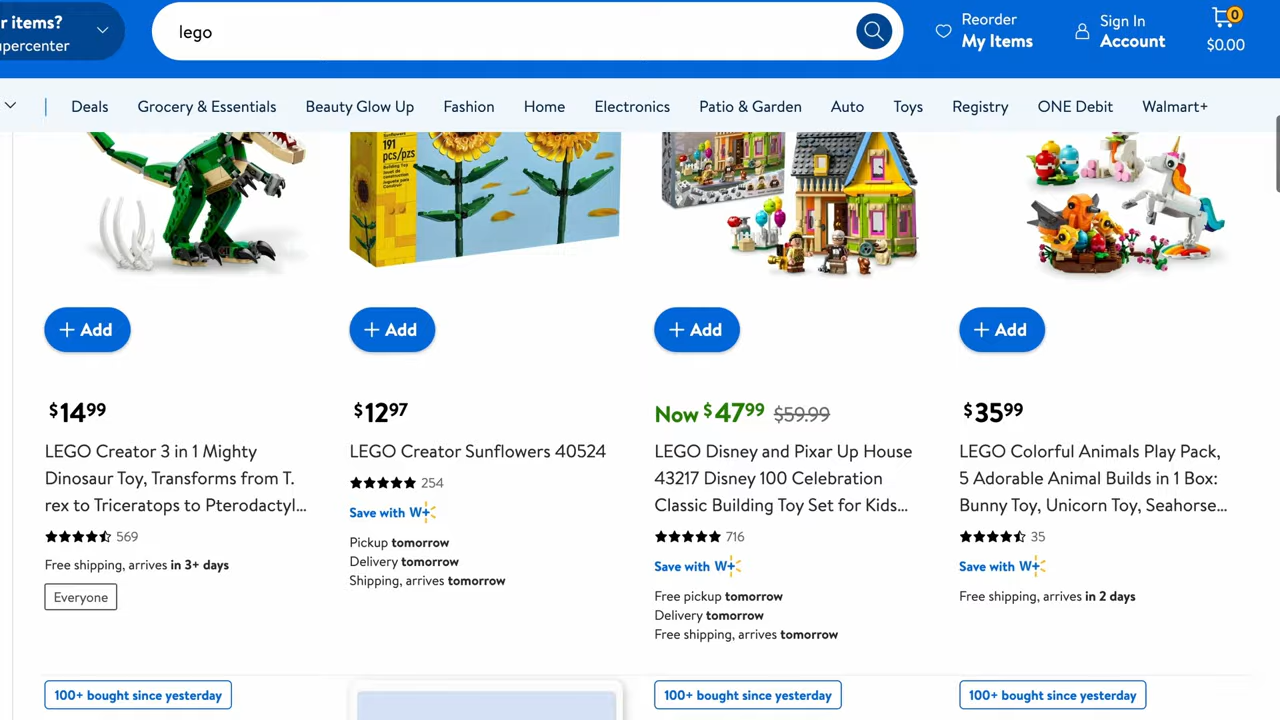 r items?
upercenter
lego
Reorder
My Items
Sign In
Account
0
$0.00
Deals
Grocery & Essentials
Beauty Glow Up
Fashion
Home
Electronics
Patio & Garden
Auto
Toys
Registry
ONE Debit
Walmart+
191
pcs/pzs
+ Add
+ Add
+ Add
+ Add
$14.99
$12.97
Now $47.99 $59.99
$35.99
LEGO Creator 3 in 1 Mighty
Dinosaur Toy, Transforms from T.
rex to Triceratops to Pterodactyl...
569
Free shipping, arrives in 3+ days
Everyone
LEGO Creator Sunflowers 40524
254
Save with W+
Pickup tomorrow
Delivery tomorrow
Shipping, arrives tomorrow
LEGO Disney and Pixar Up House
43217 Disney 100 Celebration
Classic Building Toy Set for Kids...
716
Save with W+
Free pickup tomorrow
Delivery tomorrow
Free shipping, arrives tomorrow
LEGO Colorful Animals Play Pack,
5 Adorable Animal Builds in 1 Box:
Bunny Toy, Unicorn Toy, Seahorse...
35
Save with W+
Free shipping, arrives in 2 days
100+ bought since yesterday
100+ bought since yesterday
100+ bought since yesterday